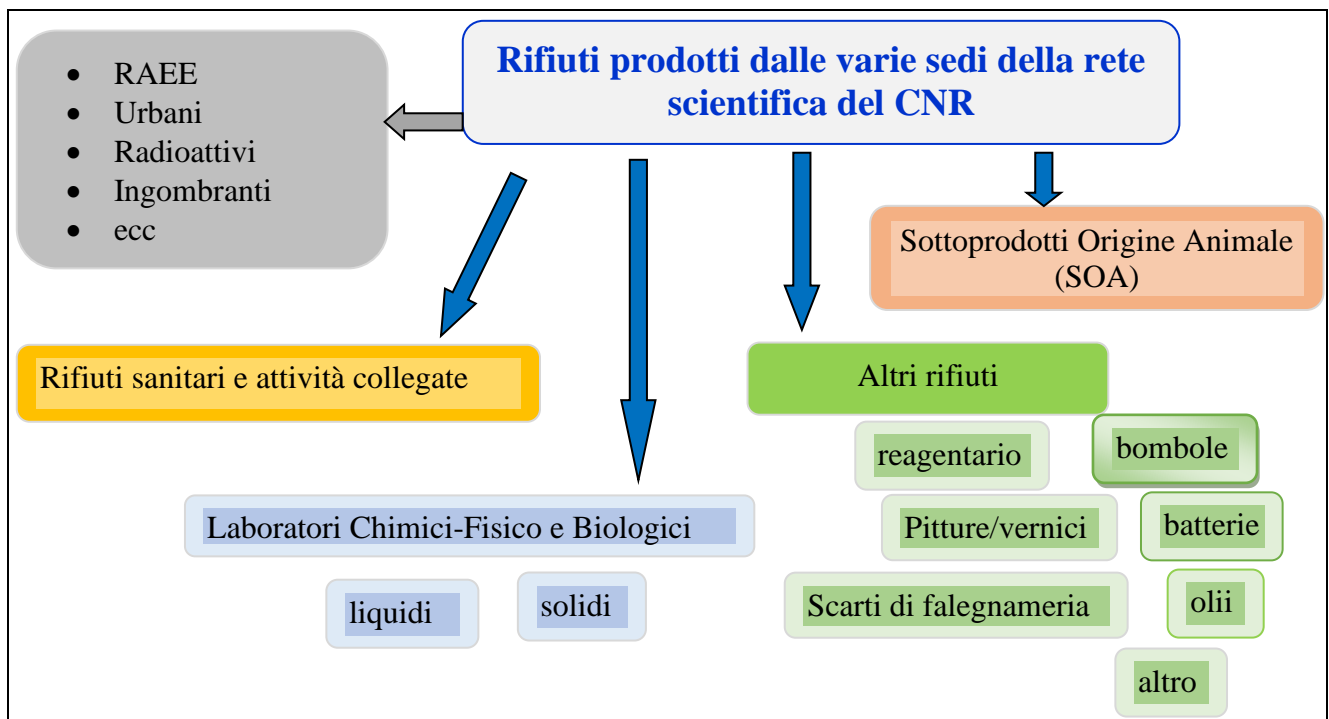 Rifiuti prodotti dalle varie sedi della rete
scientifica del CNR
• RAEE
• Urbani
• Radioattivi
• Ingombranti
• ecc
Sottoprodotti Origine Animale
(SOA)
Rifiuti sanitari e attività collegate
Altri rifiuti
reagentario
bombole
Laboratori Chimici-Fisico e Biologici
Pitture/vernici
batterie
liquidi
solidi
Scarti di falegnameria
olii
altro